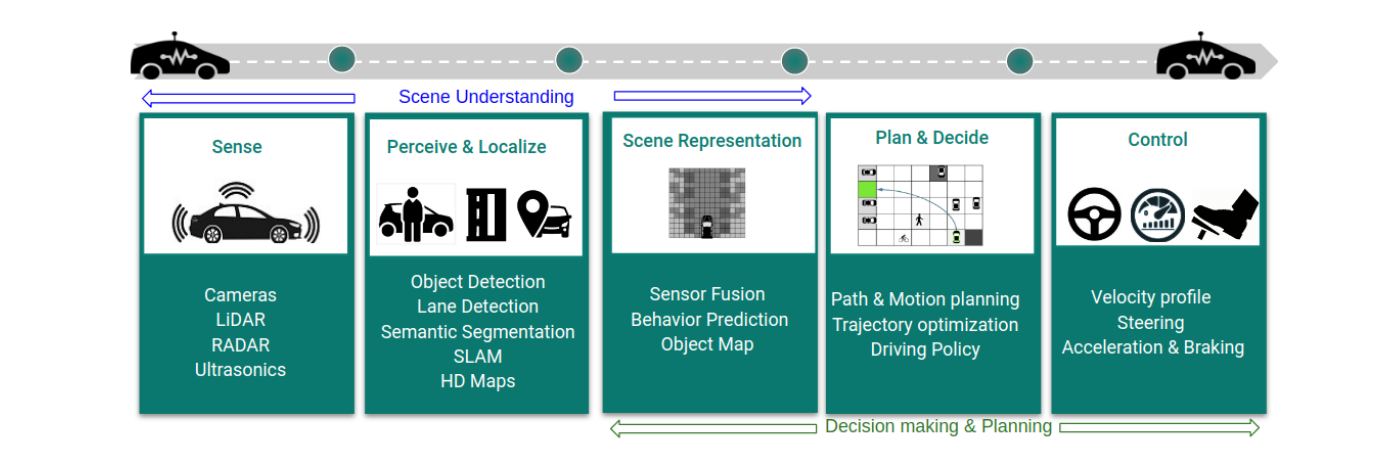 Scene Understanding
Sense
Cameras
LiDAR
RADAR
Ultrasonics
Perceive & Localize
Object Detection
Lane Detection
Semantic Segmentation
SLAM
HD Maps
Scene Representation
Sensor Fusion
Behavior Prediction
Object Map
Plan & Decide
Path & Motion planning
Trajectory optimization
Driving Policy
Control
Velocity profile
Steering
Acceleration & Braking
Decision making & Planning